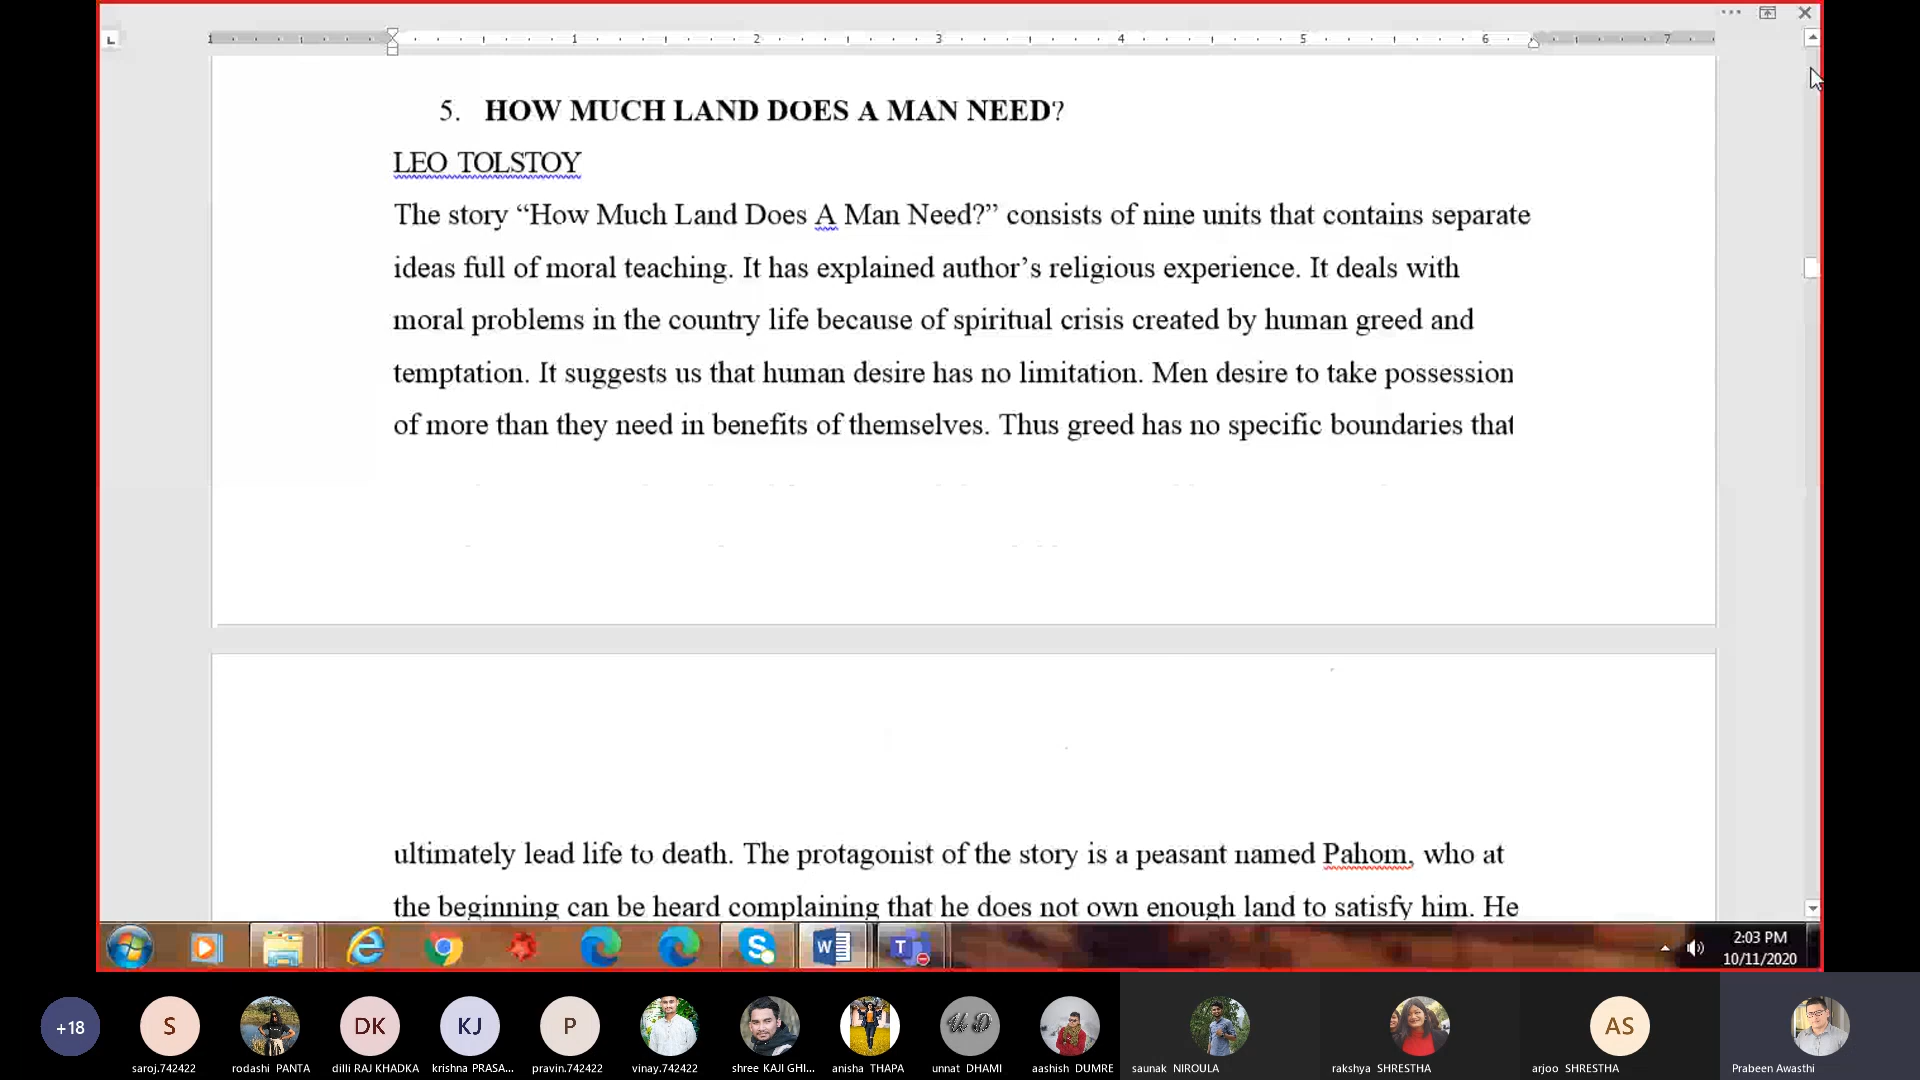 5. HOW MUCH LAND DOES A MAN NEED?
LEO TOLSTOY
The story “How Much Land Does A Man Need?” consists of nine units that contains separate
ideas full of moral teaching. It has explained author’s religious experience. It deals with
moral problems in the country life because of spiritual crisis created by human greed and
temptation. It suggests us that human desire has no limitation. Men desire to take possession
of more than they need in benefits of themselves. Thus greed has no specific boundaries that
ultimately lead life to death. The protagonist of the story is a peasant named Pahom, who at
the beginning can be heard complaining that he does not own enough land to satisfy him. He
2:03 PM
10/11/2020
+18
S
DK
KJ
P
U D
AS
saroj.742422
rodashi PANTA
dilli RAJ KHADKA
krishna PRASA...
pravin.742422
vinay.742422
shree KAJI GHI...
anisha THAPA
unnat DHAMI
aashish DUMRE
saunak NIROULA
rakshya SHRESTHA
arjoo SHRESTHA
Prabeen Awasthi